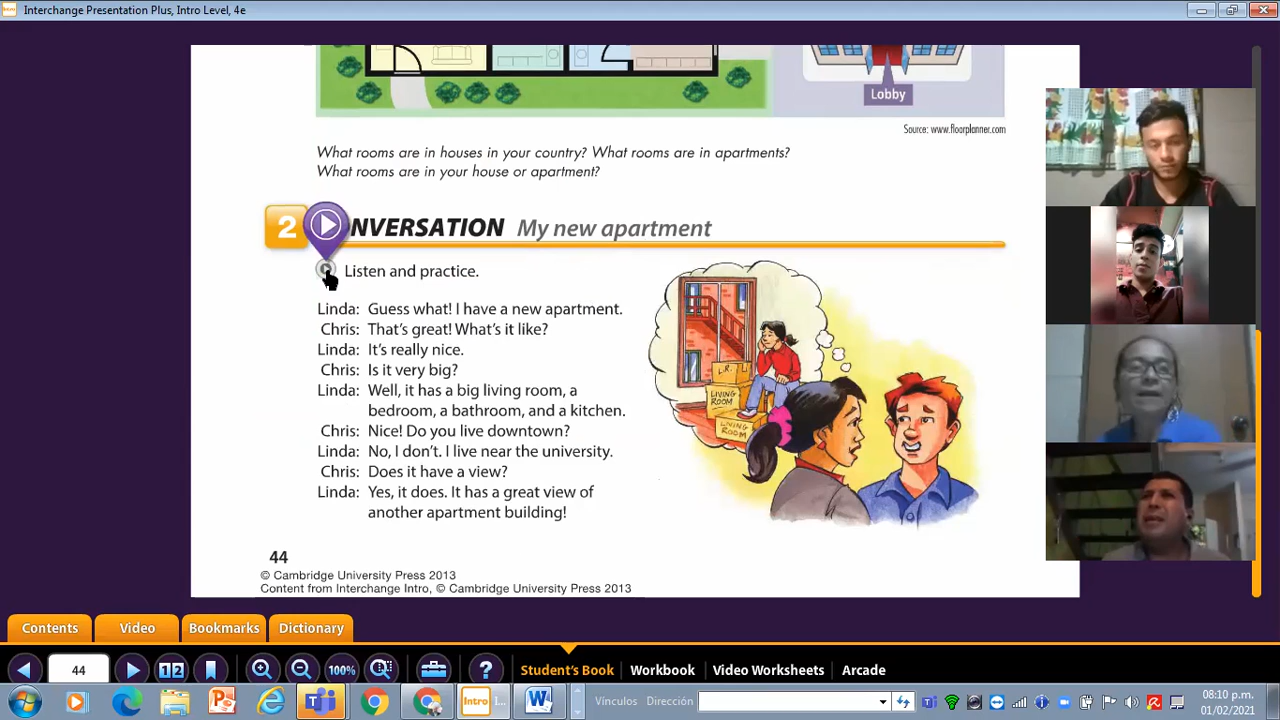 Interchange Presentation Plus, Intro Level, 4e
Lobby
Source: www.floorplanner.com
What rooms are in houses in your country? What rooms are in apartments?
What rooms are in your house or apartment?
2 NVERSATION My new apartment
Listen and practice.
Linda: Guess what! I have a new apartment.
Chris: That's great! What's it like?
Linda: It's really nice.
Chris: Is it very big?
Linda: Well, it has a big living room, a
bedroom, a bathroom, and a kitchen.
Chris: Nice! Do you live downtown?
Linda: No, I don't. I live near the university.
Chris: Does it have a view?
Linda: Yes, it does. It has a great view of
another apartment building!
L.R.
LIVING
ROOM
LIVING
ROOM
44
© Cambridge University Press 2013
Content from Interchange Intro, © Cambridge University Press 2013
Contents Video Bookmarks Dictionary
44 12 100% ? Student's Book Workbook Video Worksheets Arcade
Intro I... Vínculos Dirección
08:10 p.m.
01/02/2021